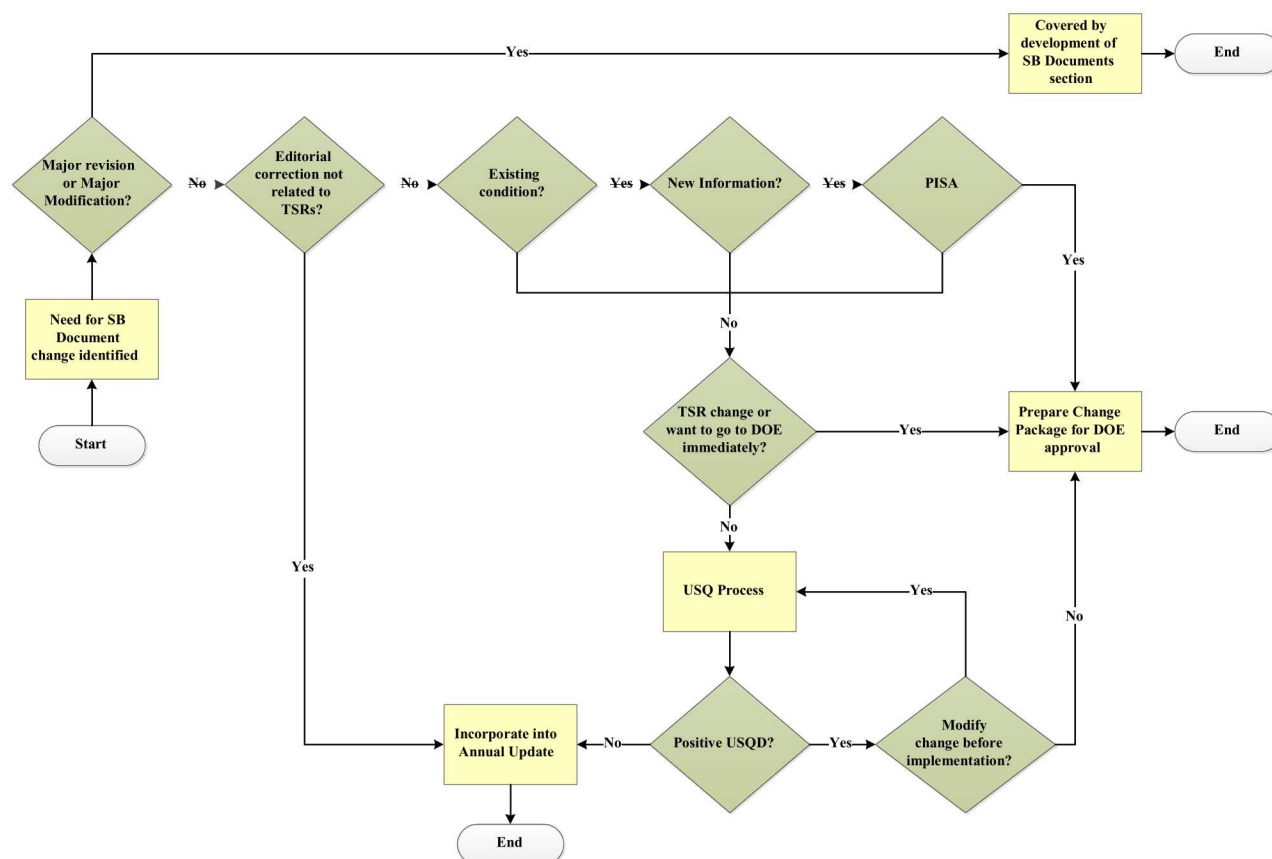 Yes
Covered by
development of
SB Documents
section
End
Major revision
or Major
Modification?
No
Editorial
correction not
related to
TSRs?
No
Existing
condition?
Yes
New Information?
Yes
PISA
Yes
Need for SB
Document
change identified
No
Start
TSR change or
want to go to DOE
immediately?
Yes
Prepare Change
Package for DOE
approval
End
No
Yes
USQ Process
Yes
No
Incorporate into
Annual Update
No
Positive USQD?
Yes
Modify
change before
implementation?
End